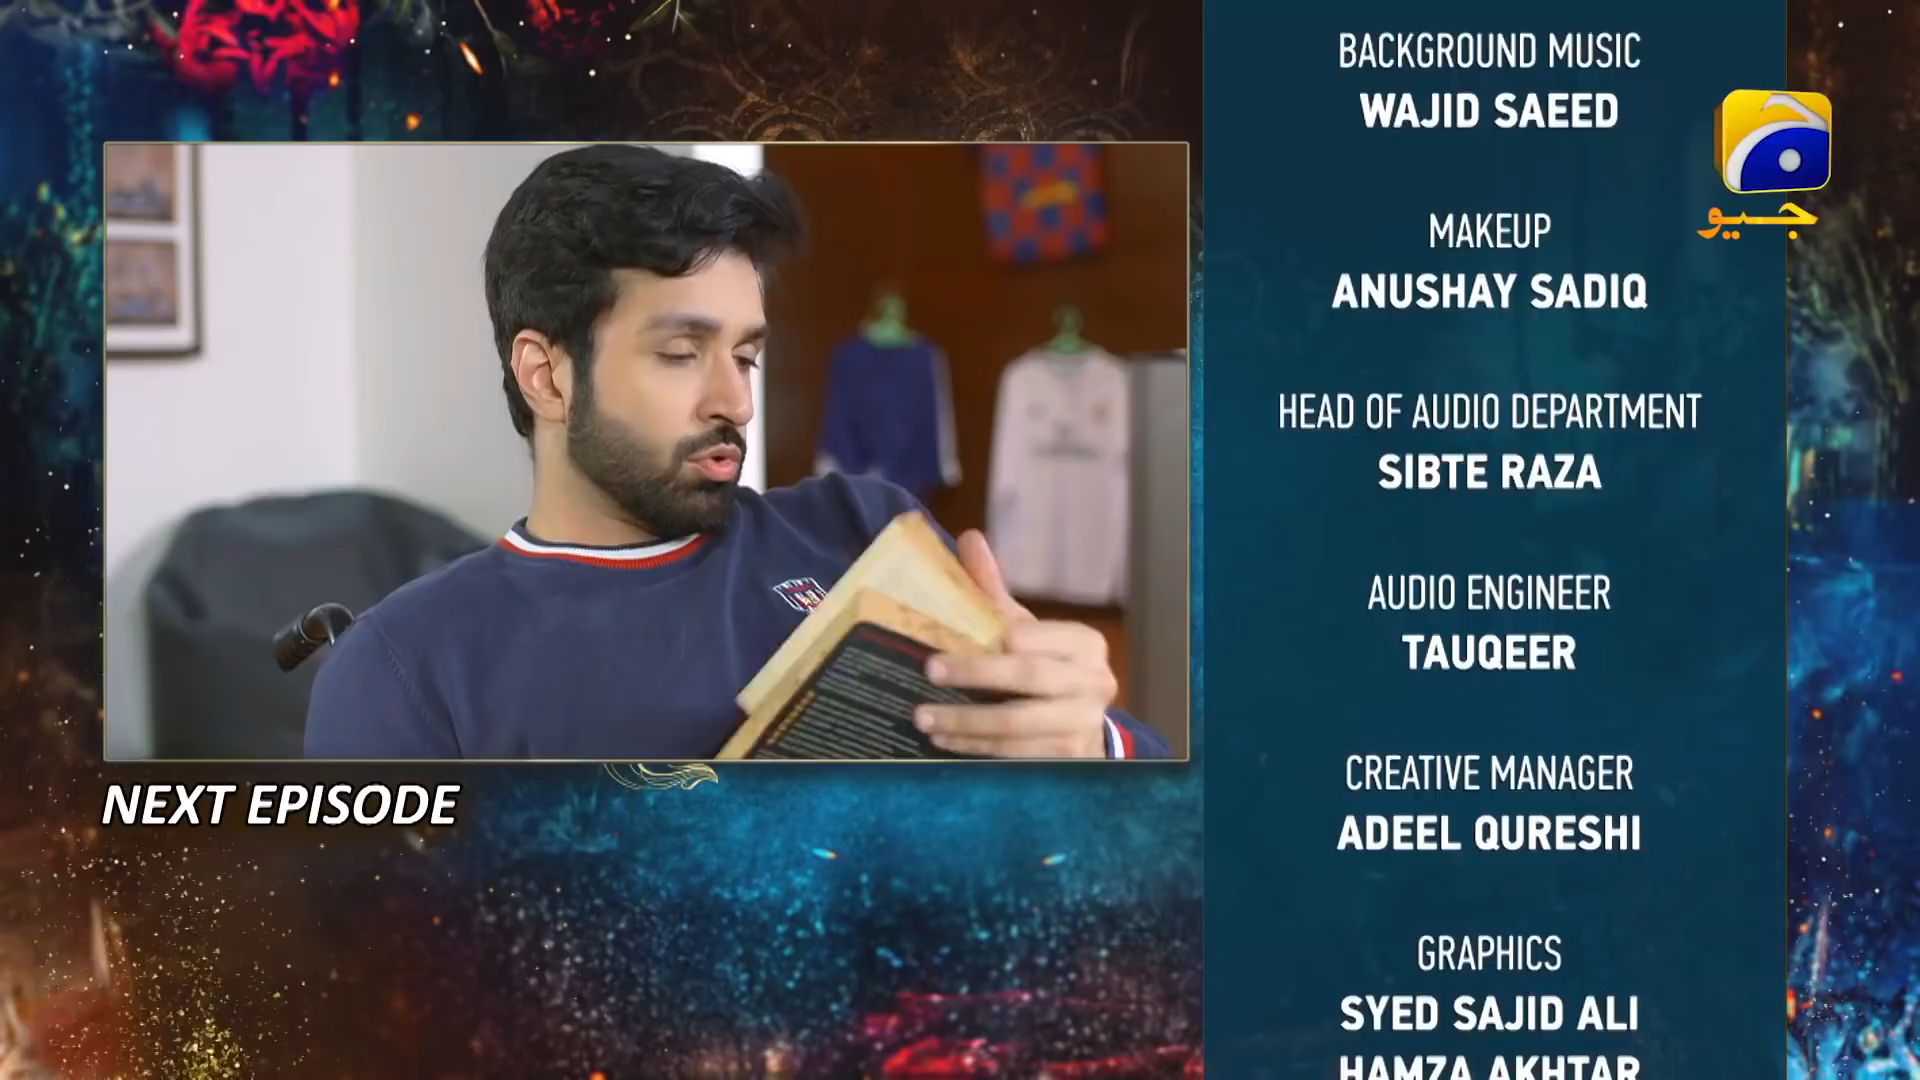 BACKGROUND MUSIC
WAJID SAEED
جیو
MAKEUP
ANUSHAY SADIQ
HEAD OF AUDIO DEPARTMENT
SIBTE RAZA
AUDIO ENGINEER
TAUQEER
CREATIVE MANAGER
ADEEL QURESHI
GRAPHICS
SYED SAJID ALI
HAMZA AKHTAR
NEXT EPISODE